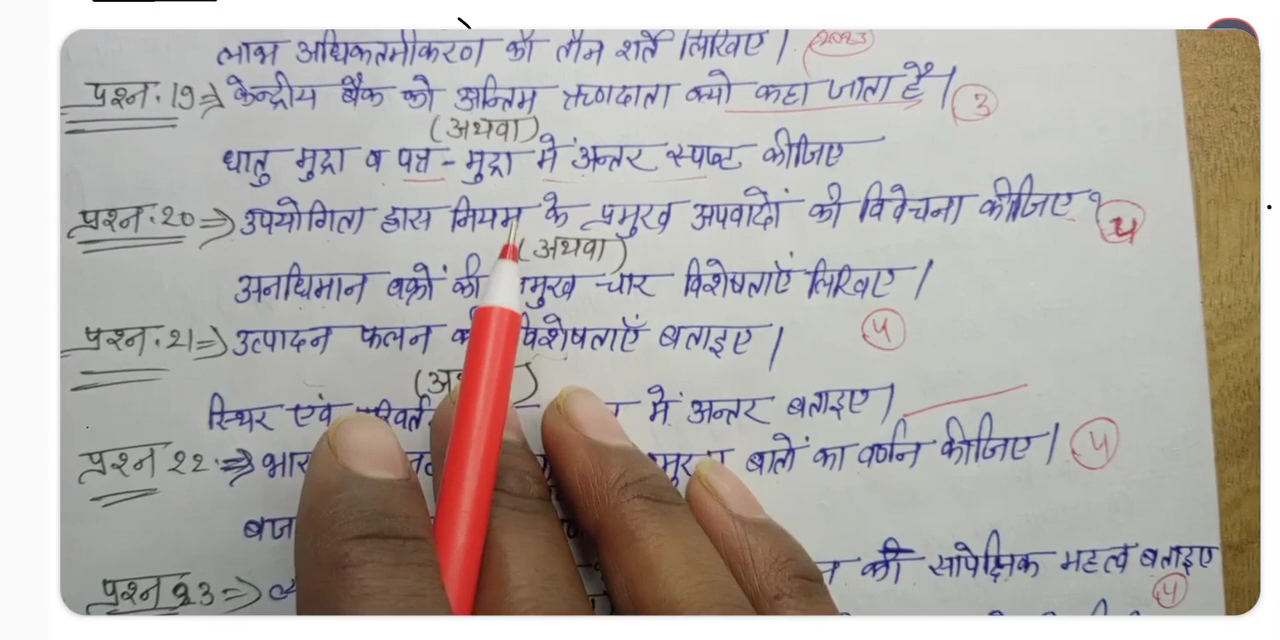 लाभ अधिकतमीकरण की तीन शर्तें लिखिए। 2023
प्रश्न.19⇒ केन्द्रीय बैंक को अन्तिम ऋणदाता क्यो कहा जाता है। 3
(अथवा)
धातु मुद्रा व पत्र-मुद्रा में अन्तर स्पष्ट कीजिए
प्रश्न.20⇒ उपयोगिता ह्रास नियम के प्रमुख अपवादों की विवेचना कीजिए 4
(अथवा)
अनधिमान वक्रों की चार विशेषताएँ लिखिए।
प्रश्न.21⇒ उत्पादन फलन विशेषताएँ बताइए। 4
स्थिर एवं में अन्तर बताइए।
प्रश्न 22⇒ बातों का वर्णन कीजिए। 4
प्रश्न 23⇒ की सापेक्षिक महत्व बताइए
4